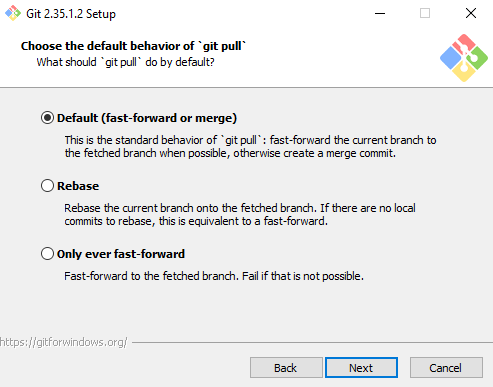 Git 2.35.1.2 Setup
Choose the default behavior of `git pull`
What should `git pull` do by default?
Default (fast-forward or merge)
This is the standard behavior of `git pull`: fast-forward the current branch to
the fetched branch when possible, otherwise create a merge commit.
Rebase
Rebase the current branch onto the fetched branch. If there are no local
commits to rebase, this is equivalent to a fast-forward.
Only ever fast-forward
Fast-forward to the fetched branch. Fail if that is not possible.
https://gitforwindows.org/
Back Next Cancel